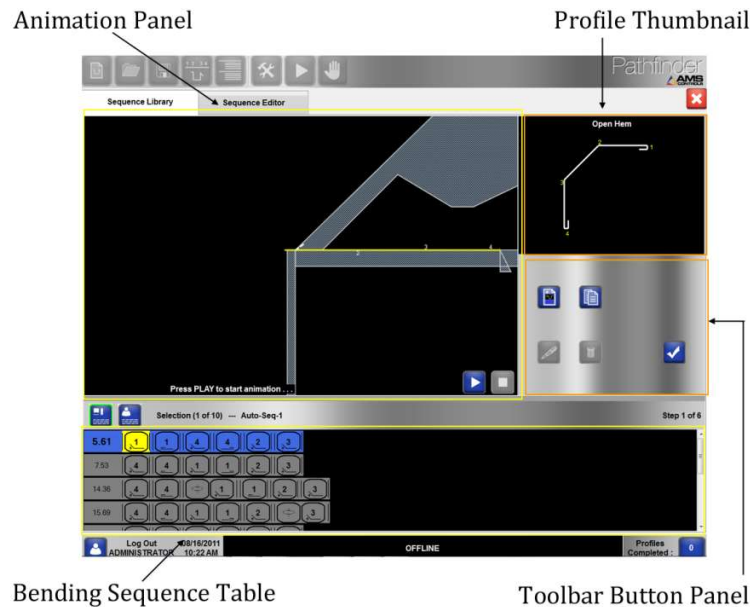 Animation Panel
Profile Thumbnail
Pathfinder
AMS
CONTROLS
Sequence Library
Sequence Editor
Open Hem
2
1
3
4
2
3
4
Press PLAY to start animation . . .
Selection (1 of 10) --- Auto-Seq-1
Step 1 of 6
5.61 1 1 4 4 2 3
7.53 4 4 1 1 2 3
14.36 4 4 1 1 2 3
15.69 4 4 1 1 2 3
Log Out
ADMINISTRATOR
08/16/2011
10:22 AM
OFFLINE
Profiles
Completed :
0
Bending Sequence Table
Toolbar Button Panel